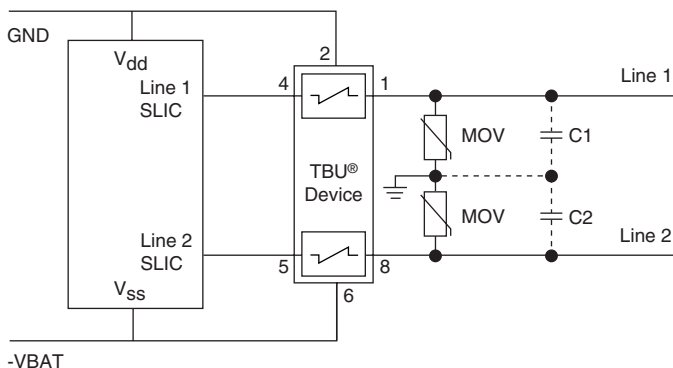 GND
Vdd
Line 1
SLIC
4
2
1
Line 1
MOV
C1
TBU®
Device
MOV
C2
Line 2
SLIC
5
8
Line 2
6
Vss
-VBAT